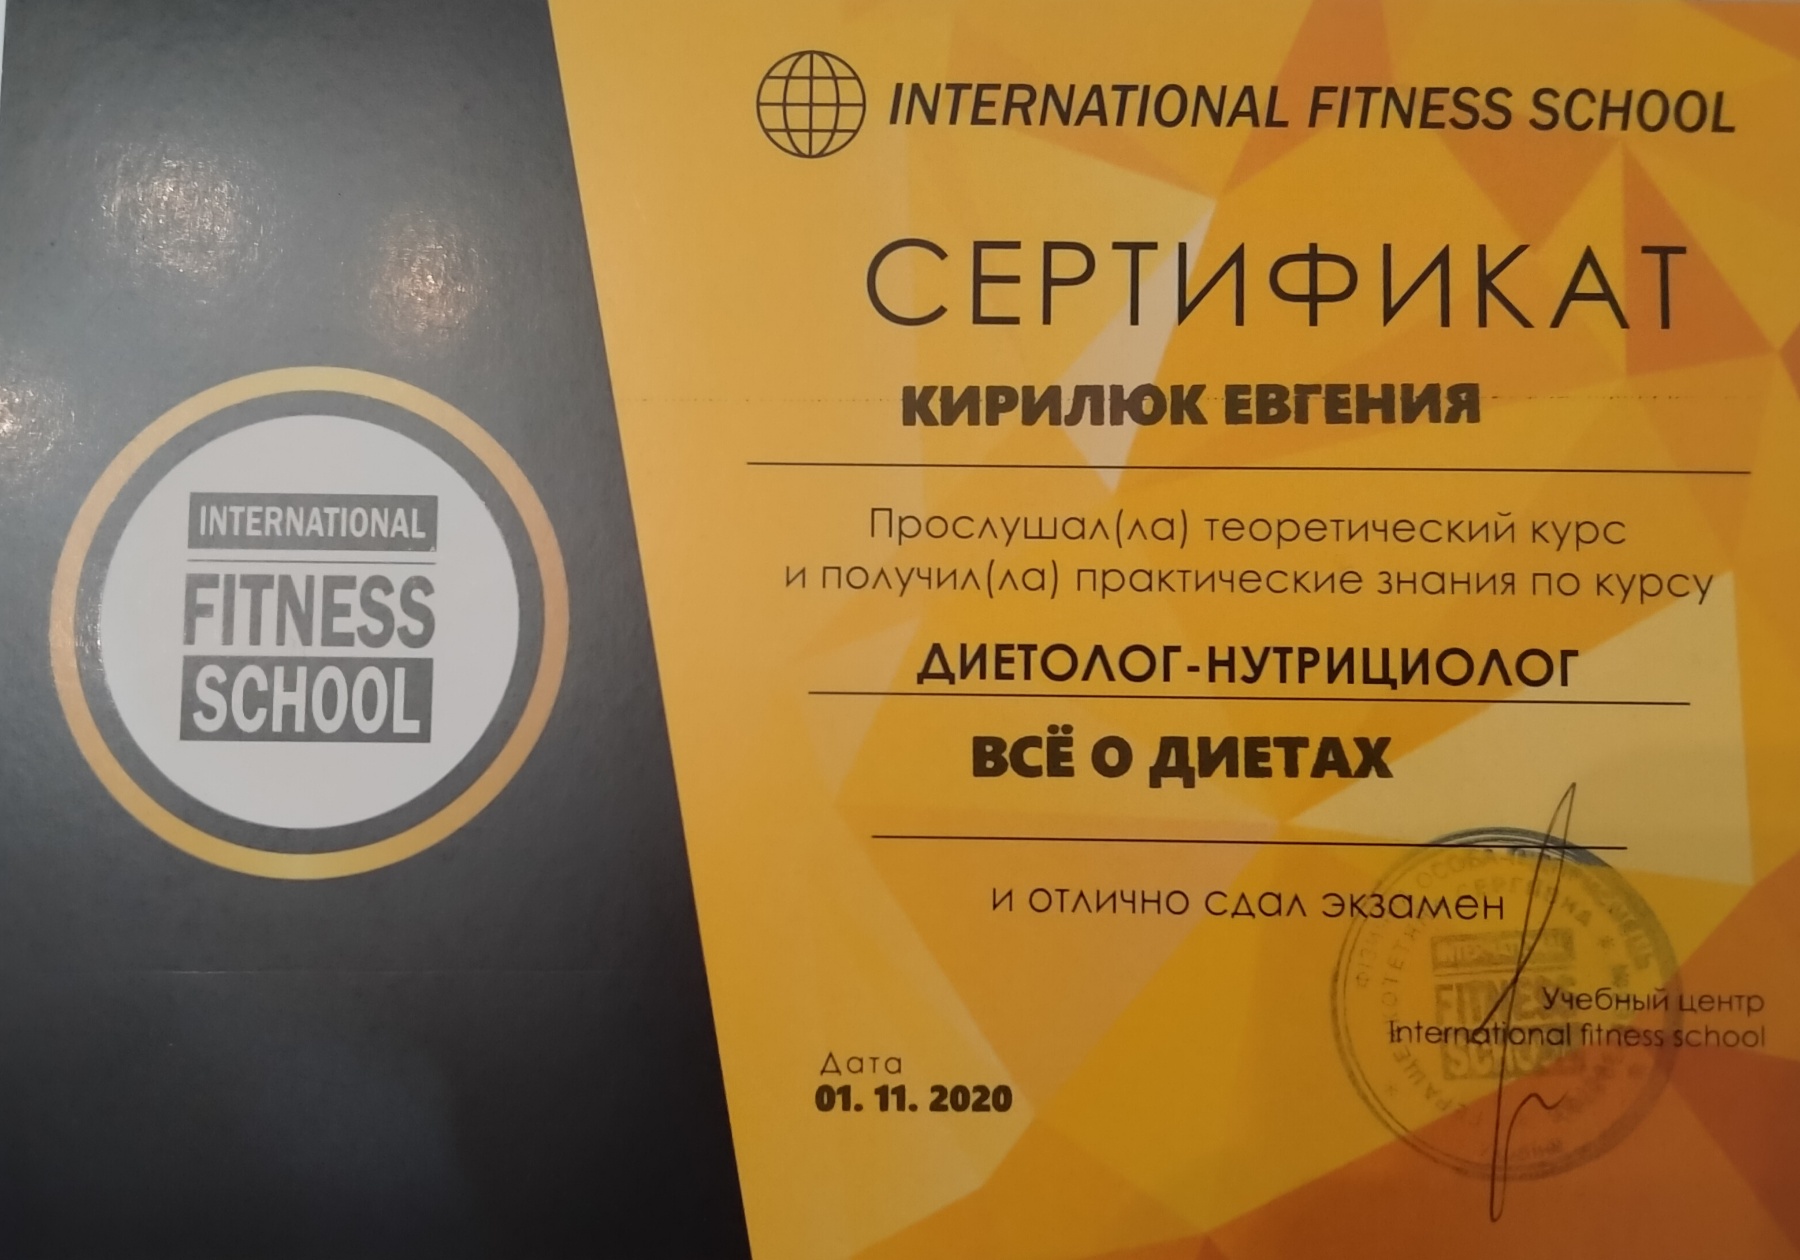 INTERNATIONAL FITNESS SCHOOL
СЕРТИФИКАТ
КИРИЛЮК ЕВГЕНИЯ
Прослушал(ла) теоретический курс
и получил(ла) практические знания по курсу
ДИЕТОЛОГ-НУТРИЦИОЛОГ
ВСЁ О ДИЕТАХ
и отлично сдал экзамен
Учебный центр
International fitness school
Дата
01. 11. 2020
INTERNATIONAL
FITNESS
SCHOOL
INTERNATIONAL
FITNESS
SCHOOL